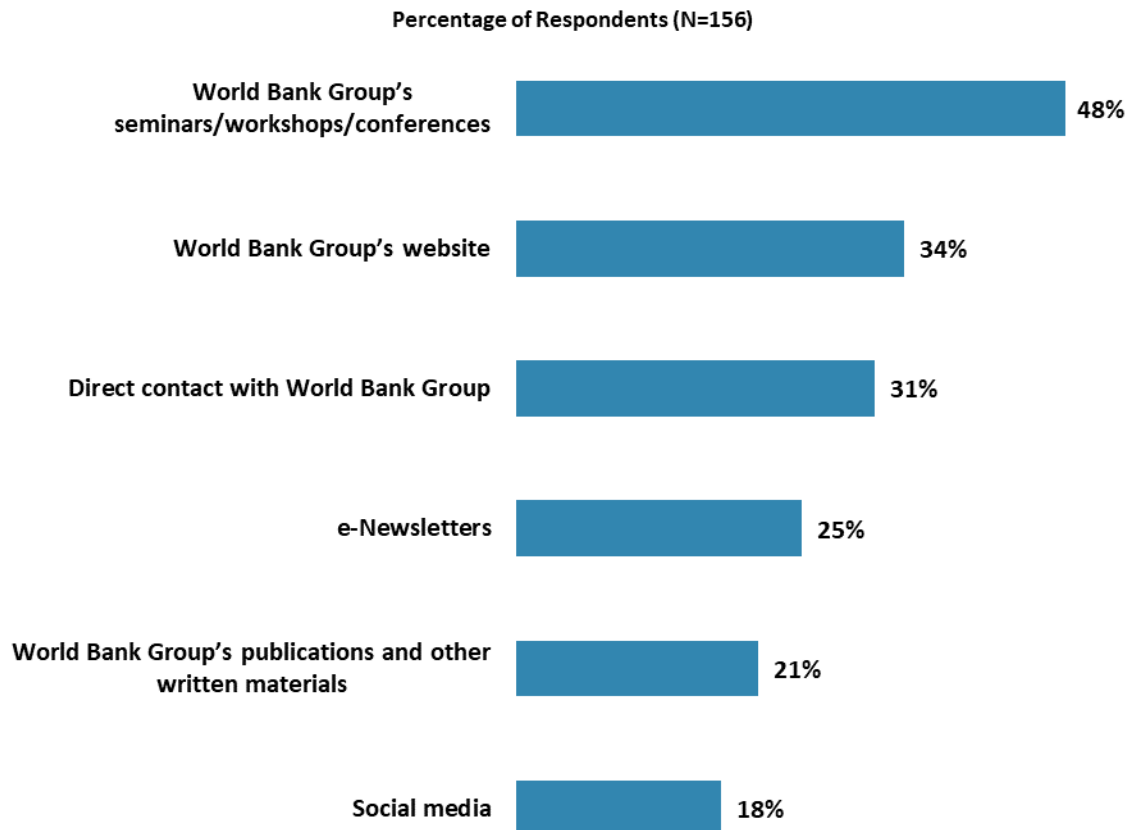 Percentage of Respondents (N=156)
World Bank Group’s
seminars/workshops/conferences
48%
World Bank Group’s website
34%
Direct contact with World Bank Group
31%
e-Newsletters
25%
World Bank Group’s publications and other
written materials
21%
Social media
18%